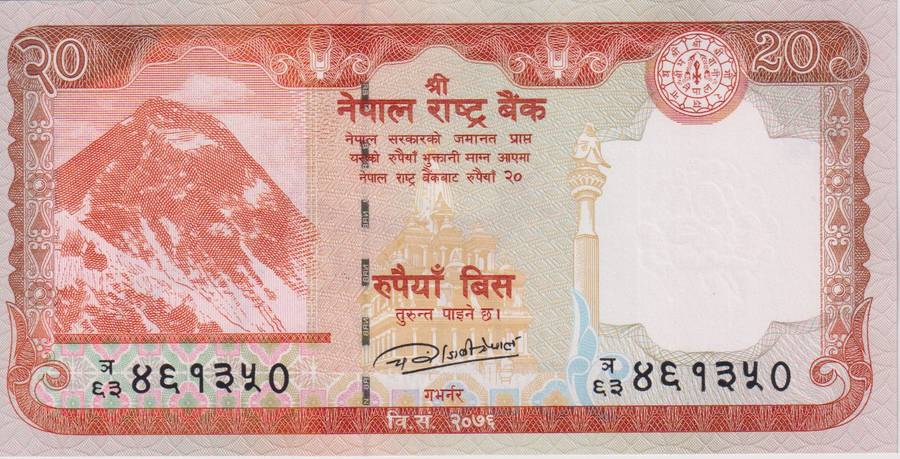 २०
20
श्री
नेपाल राष्ट्र बैंक
नेपाल सरकारको जमानत प्राप्त
यसको रुपैयाँ भुक्तानी माग्न आएमा
नेपाल राष्ट्र बैंकबाट रुपैयाँ २०
रुपैयाँ बिस
तुरुन्त पाइने छ।
गभर्नर
ञ
६३ ४६१३५०
ञ
६३ ४६१३५०
वि.सं. २०७६